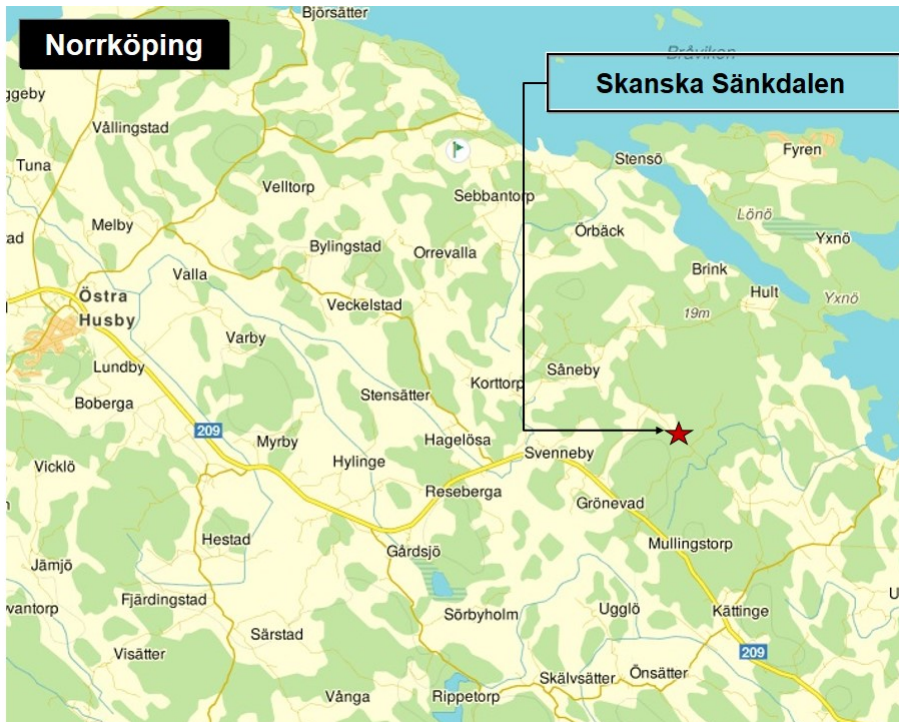 Björsätter
Norrköping
Bråviken
Skanska Sänkdalen
ggeby
Vållingstad
Fyren
Stensö
Tuna
Velltorp
Sebbantorp
Lönö
Melby
Örbäck
Yxnö
ad
Bylingstad
Orrevalla
Valla
Brink
Östra
Husby
Hult
Yxnö
Veckelstad
19m
Varby
Lundby
Såneby
Korttorp
Stensätter
Boberga
209
Myrby
Hagelösa
Svenneby
Hylinge
Vicklö
Reseberga
Grönevad
Hestad
Mullingstorp
Gårdsjö
Jämjö
U
Fjärdingstad
vantorp
Ugglö
Kättinge
Sörbyholm
Särstad
Visätter
209
Önsätter
Skälvsätter
Vånga
Rippetorp